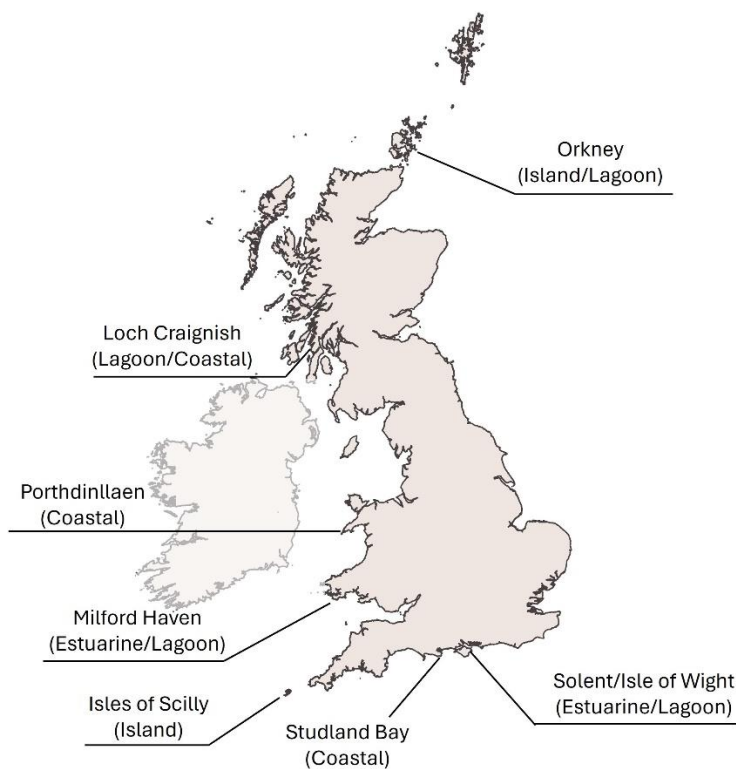 Orkney
(Island/Lagoon)
Loch Craignish
(Lagoon/Coastal)
Porthdinllaen
(Coastal)
Milford Haven
(Estuarine/Lagoon)
Isles of Scilly
(Island)
Studland Bay
(Coastal)
Solent/Isle of Wight
(Estuarine/Lagoon)